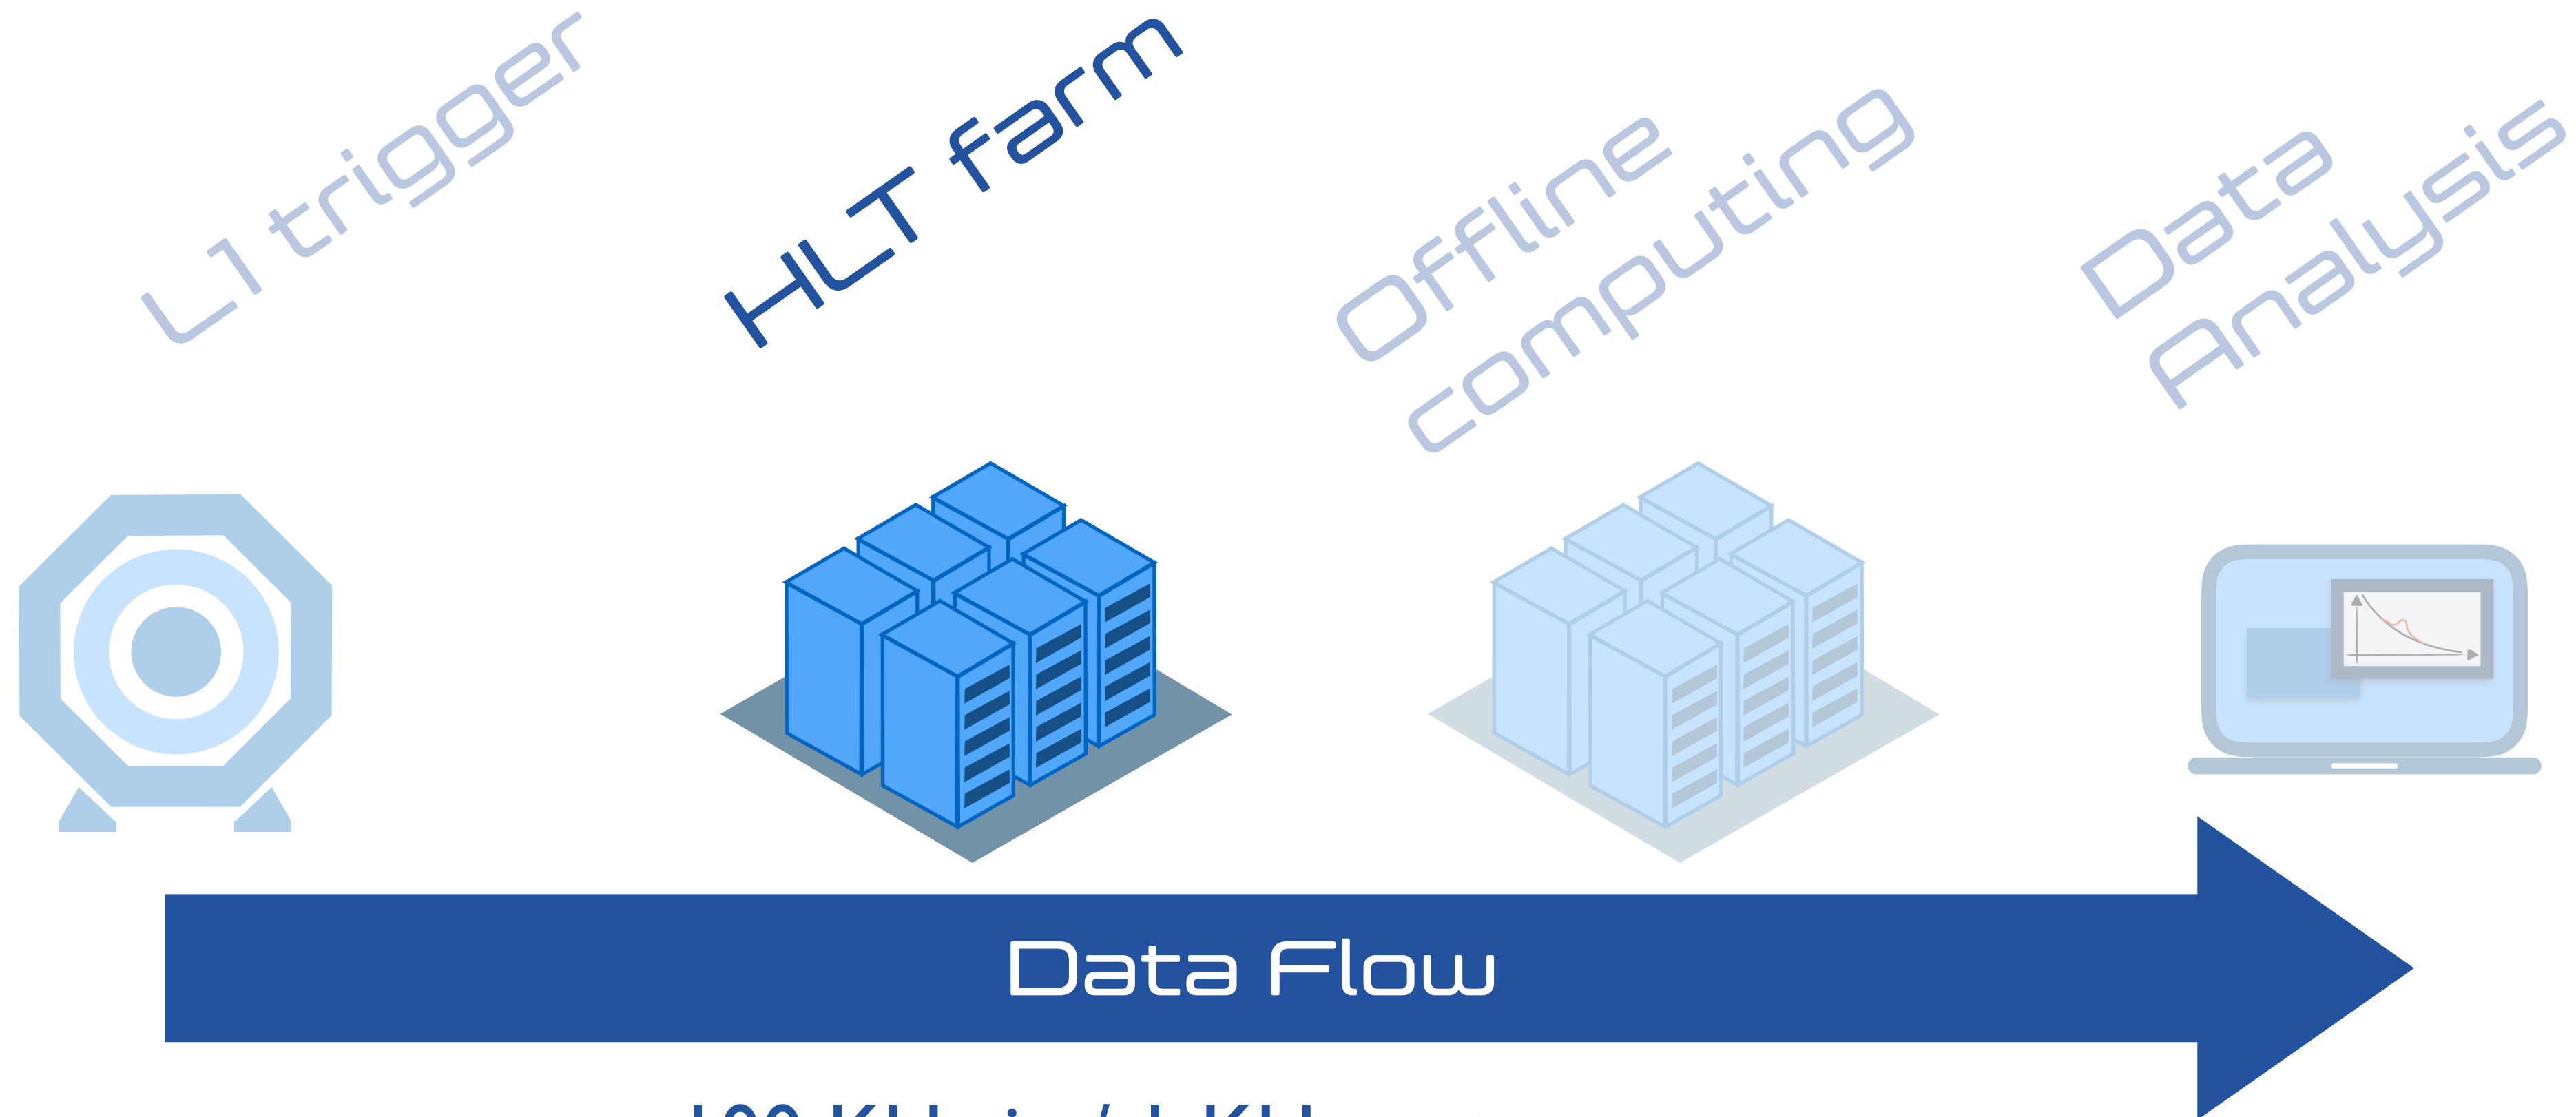 L1 trigger
HLT farm
Offline
computing
Data
Analysis
Data Flow